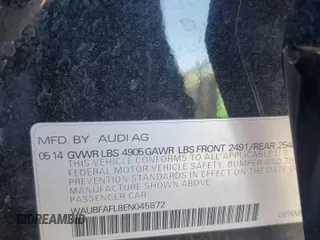 MFD. BY AUDI AG
05 14 GVWR LBS 4905 GAWR LBS FRONT 2491/REAR 254
THIS VEHICLE CONFORMS TO ALL APPLICABLE
FEDERAL MOTOR VEHICLE SAFETY, BUMPER AND
PREVENTION STANDARDS IN EFFECT ON THE DATE O
MANUFACTURE SHOWN ABOVE.
PASSENGER CAR
WAUBFAFL8EN045872
GERM